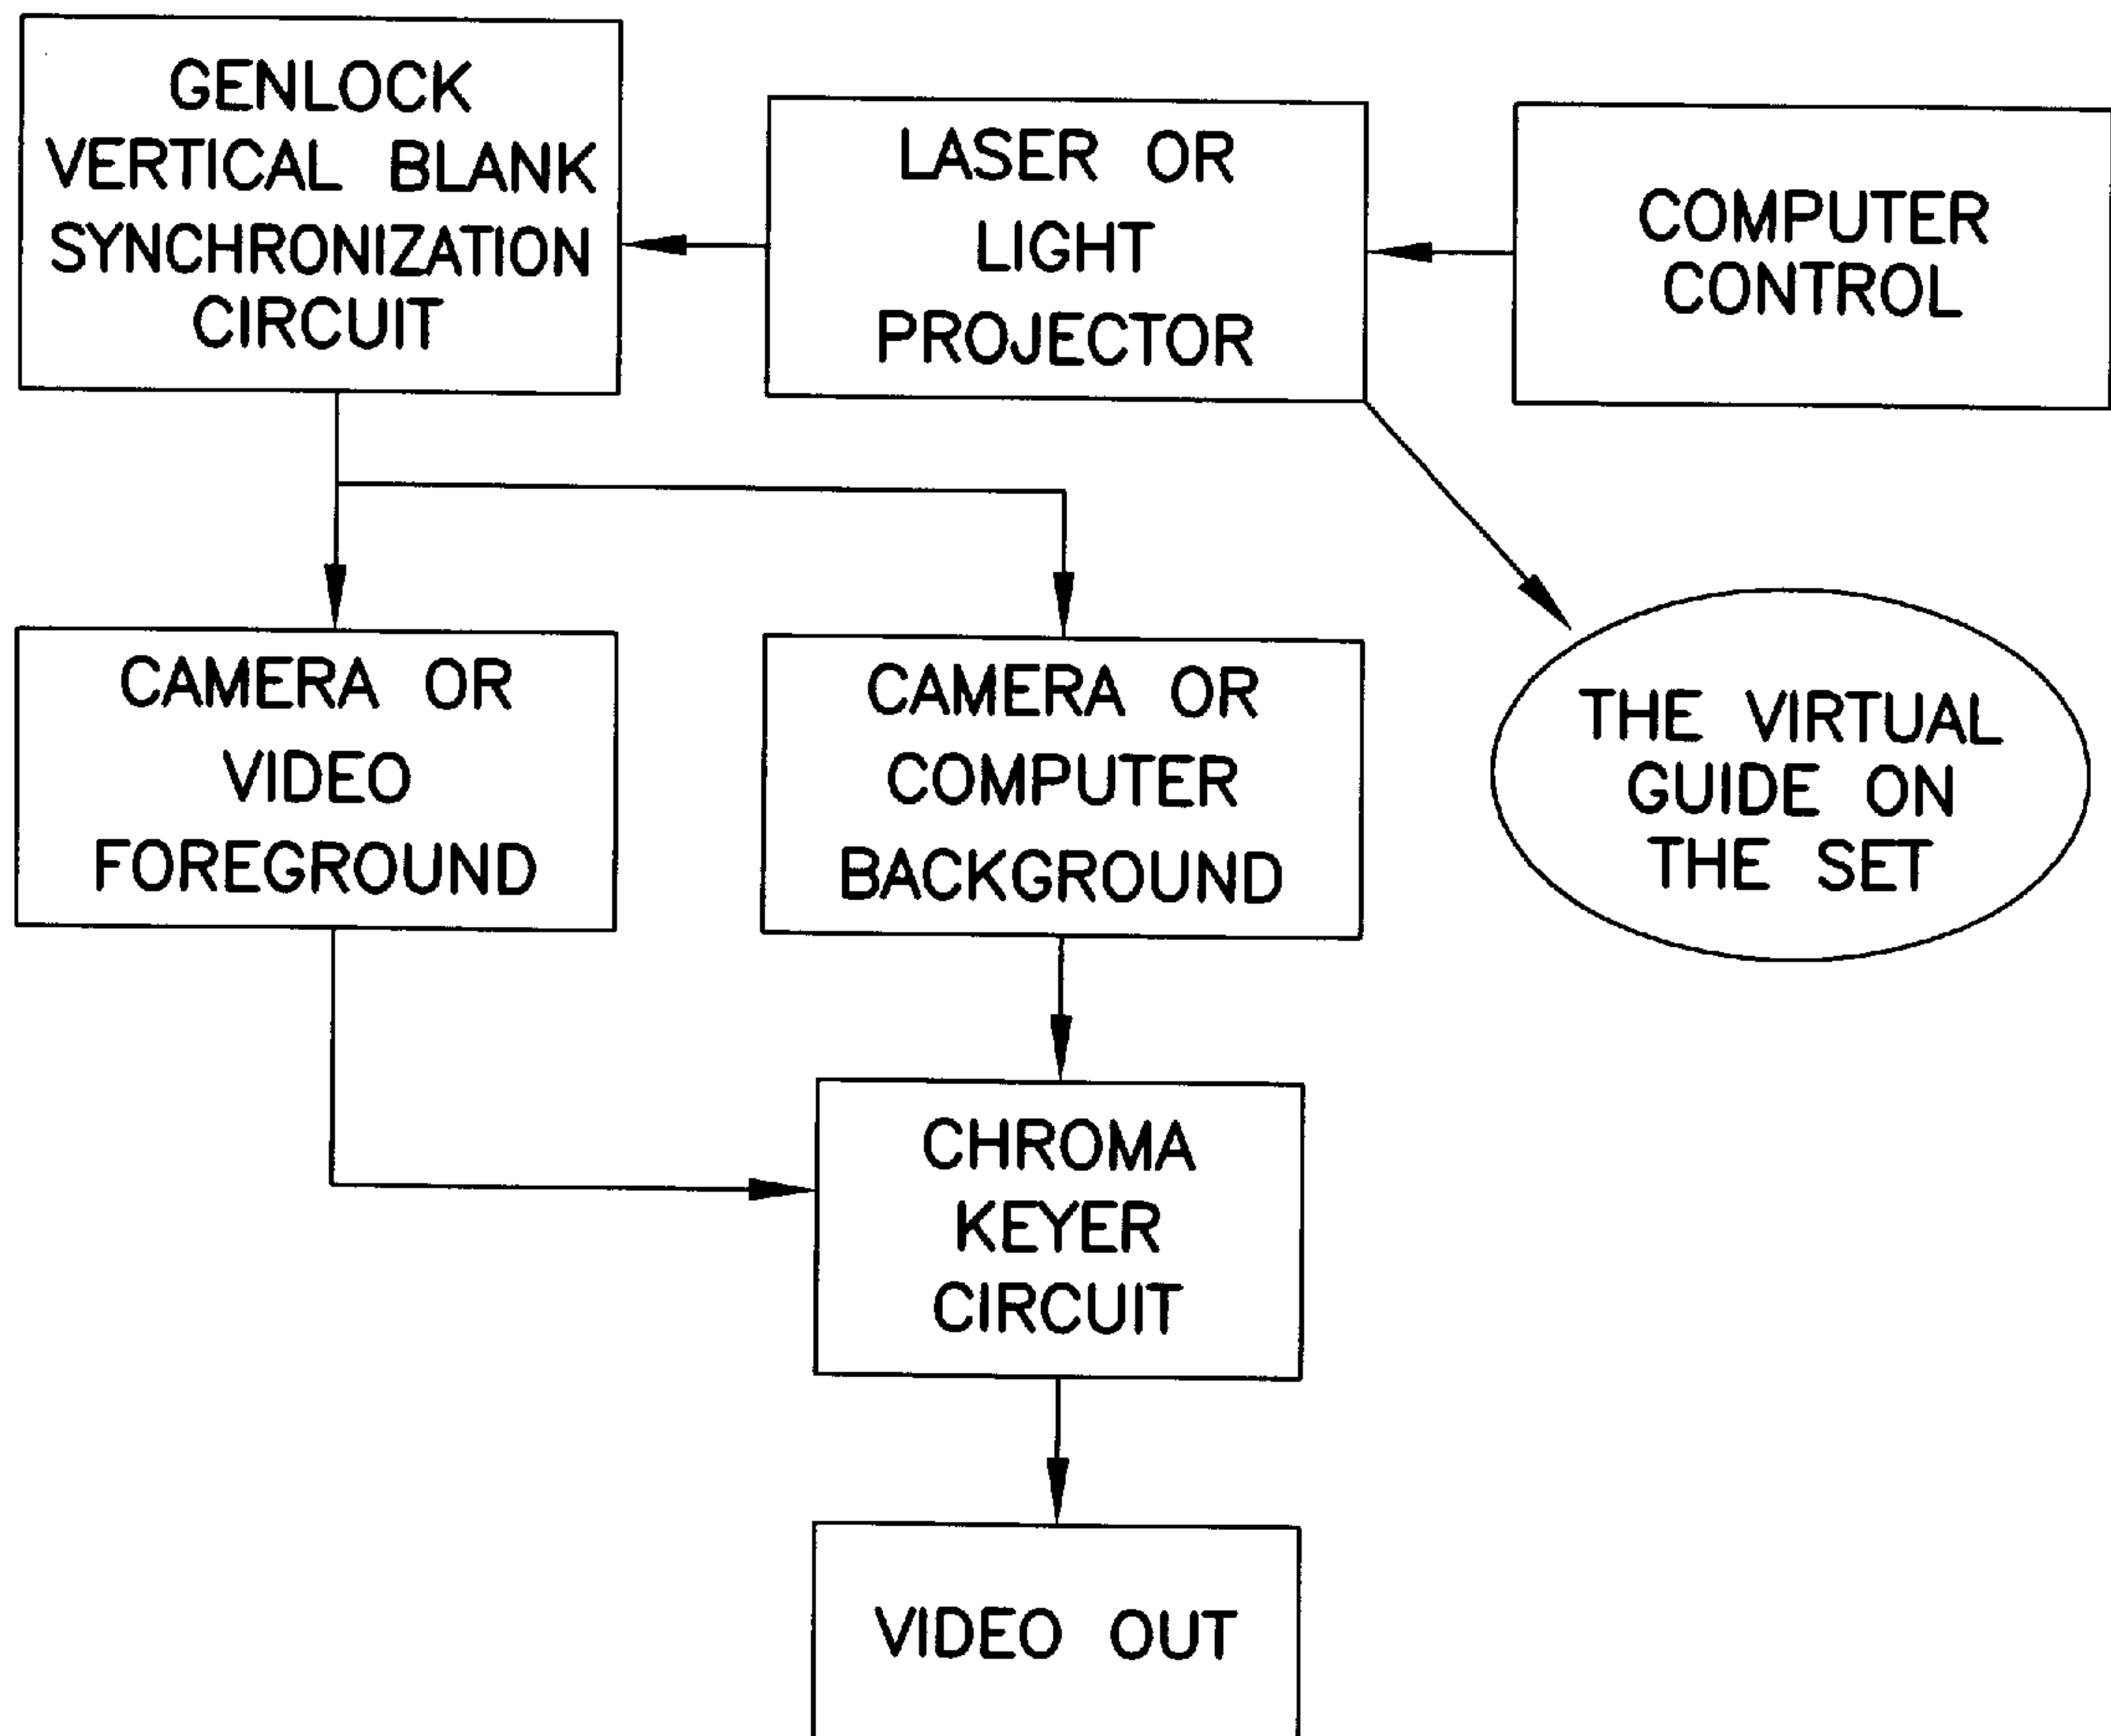 GENLOCK
VERTICAL BLANK
SYNCHRONIZATION
CIRCUIT
LASER OR
LIGHT
PROJECTOR
COMPUTER
CONTROL
CAMERA OR
VIDEO
FOREGROUND
CAMERA OR
COMPUTER
BACKGROUND
THE VIRTUAL
GUIDE ON
THE SET
CHROMA
KEYER
CIRCUIT
VIDEO OUT